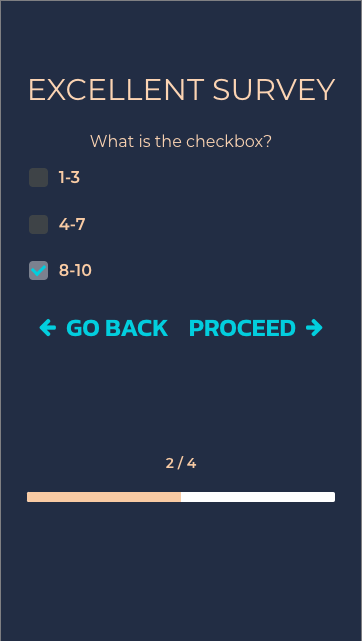 EXCELLENT SURVEY
What is the checkbox?
1-3
4-7
8-10
GO BACK PROCEED
2 / 4